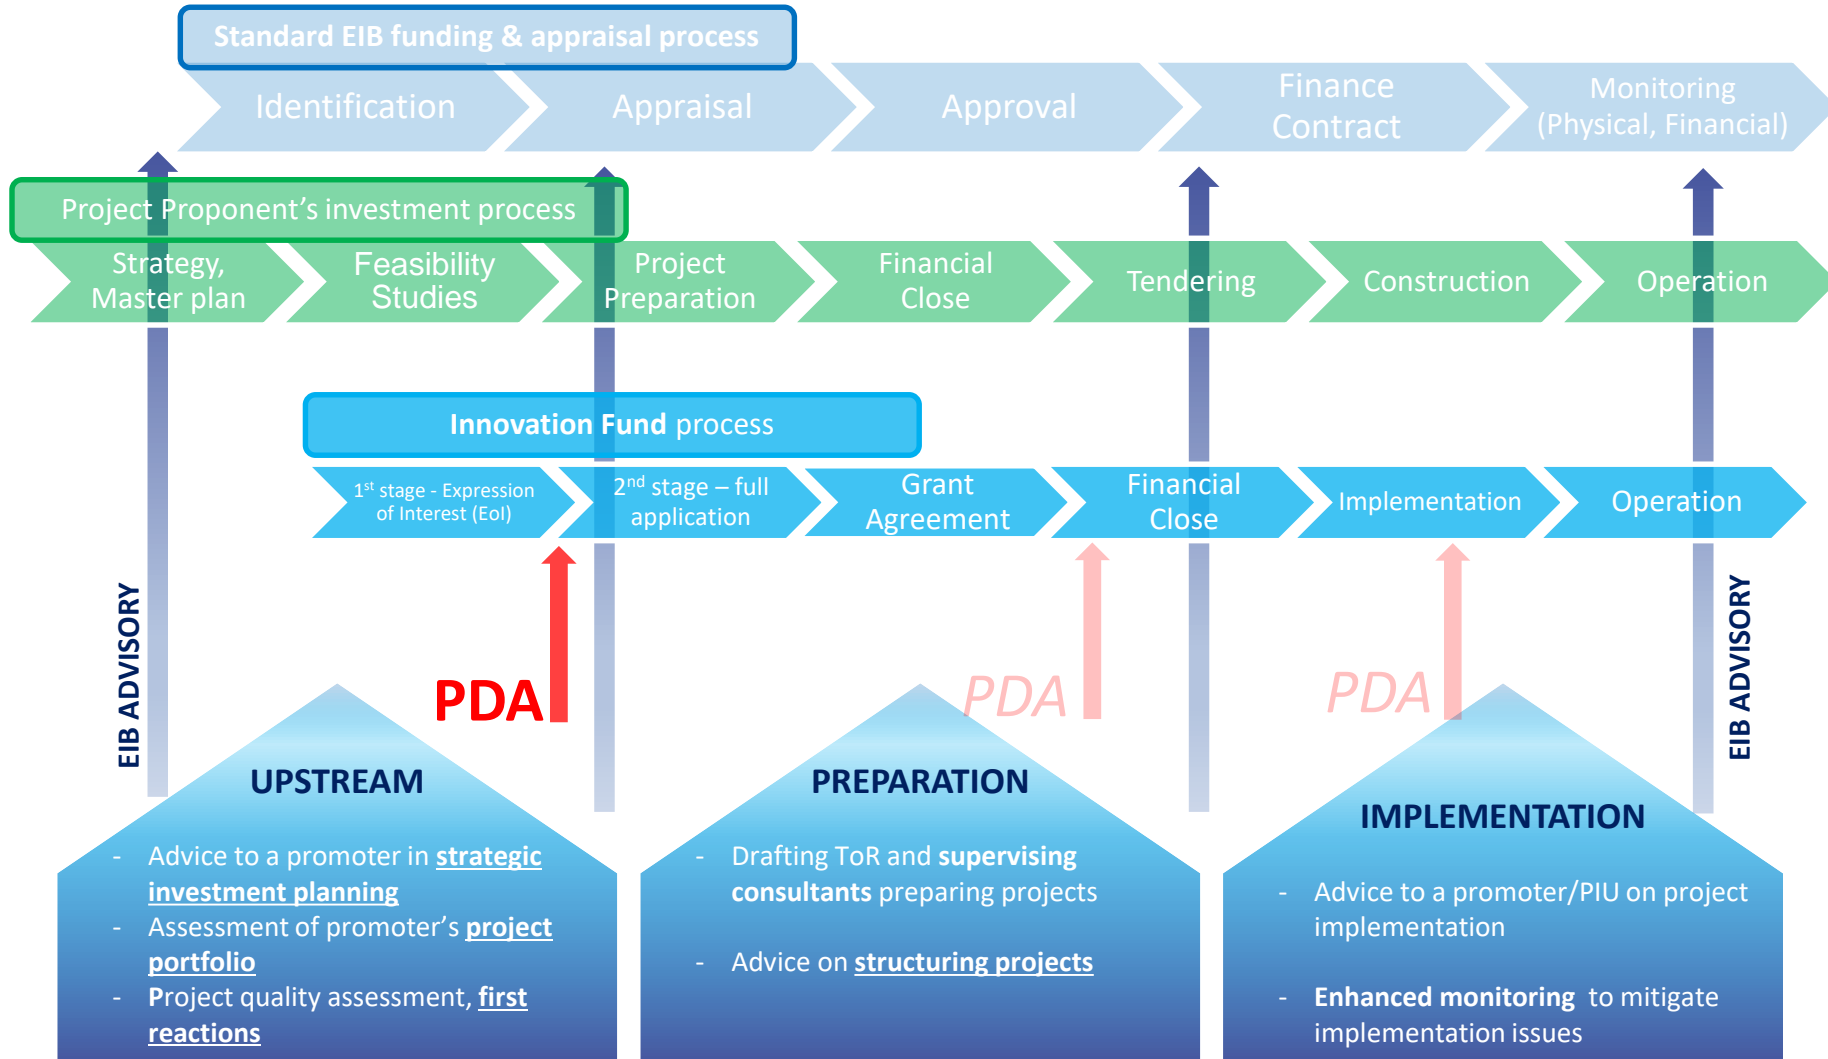 Standard EIB funding & appraisal process
Identification
Appraisal
Approval
Finance
Contract
Monitoring
(Physical, Financial)
Project Proponent’s investment process
Strategy,
Master plan
Feasibility
Studies
Project
Preparation
Financial
Close
Tendering
Construction
Operation
Innovation Fund process
1st stage - Expression
of Interest (EoI)
2nd stage – full
application
Grant
Agreement
Financial
Close
Implementation
Operation
EIB ADVISORY
PDA
PDA
PDA
EIB ADVISORY
UPSTREAM
- Advice to a promoter in strategic
investment planning
- Assessment of promoter’s project
portfolio
- Project quality assessment, first
reactions
PREPARATION
- Drafting ToR and supervising
consultants preparing projects
- Advice on structuring projects
IMPLEMENTATION
- Advice to a promoter/PIU on project
implementation
- Enhanced monitoring to mitigate
implementation issues